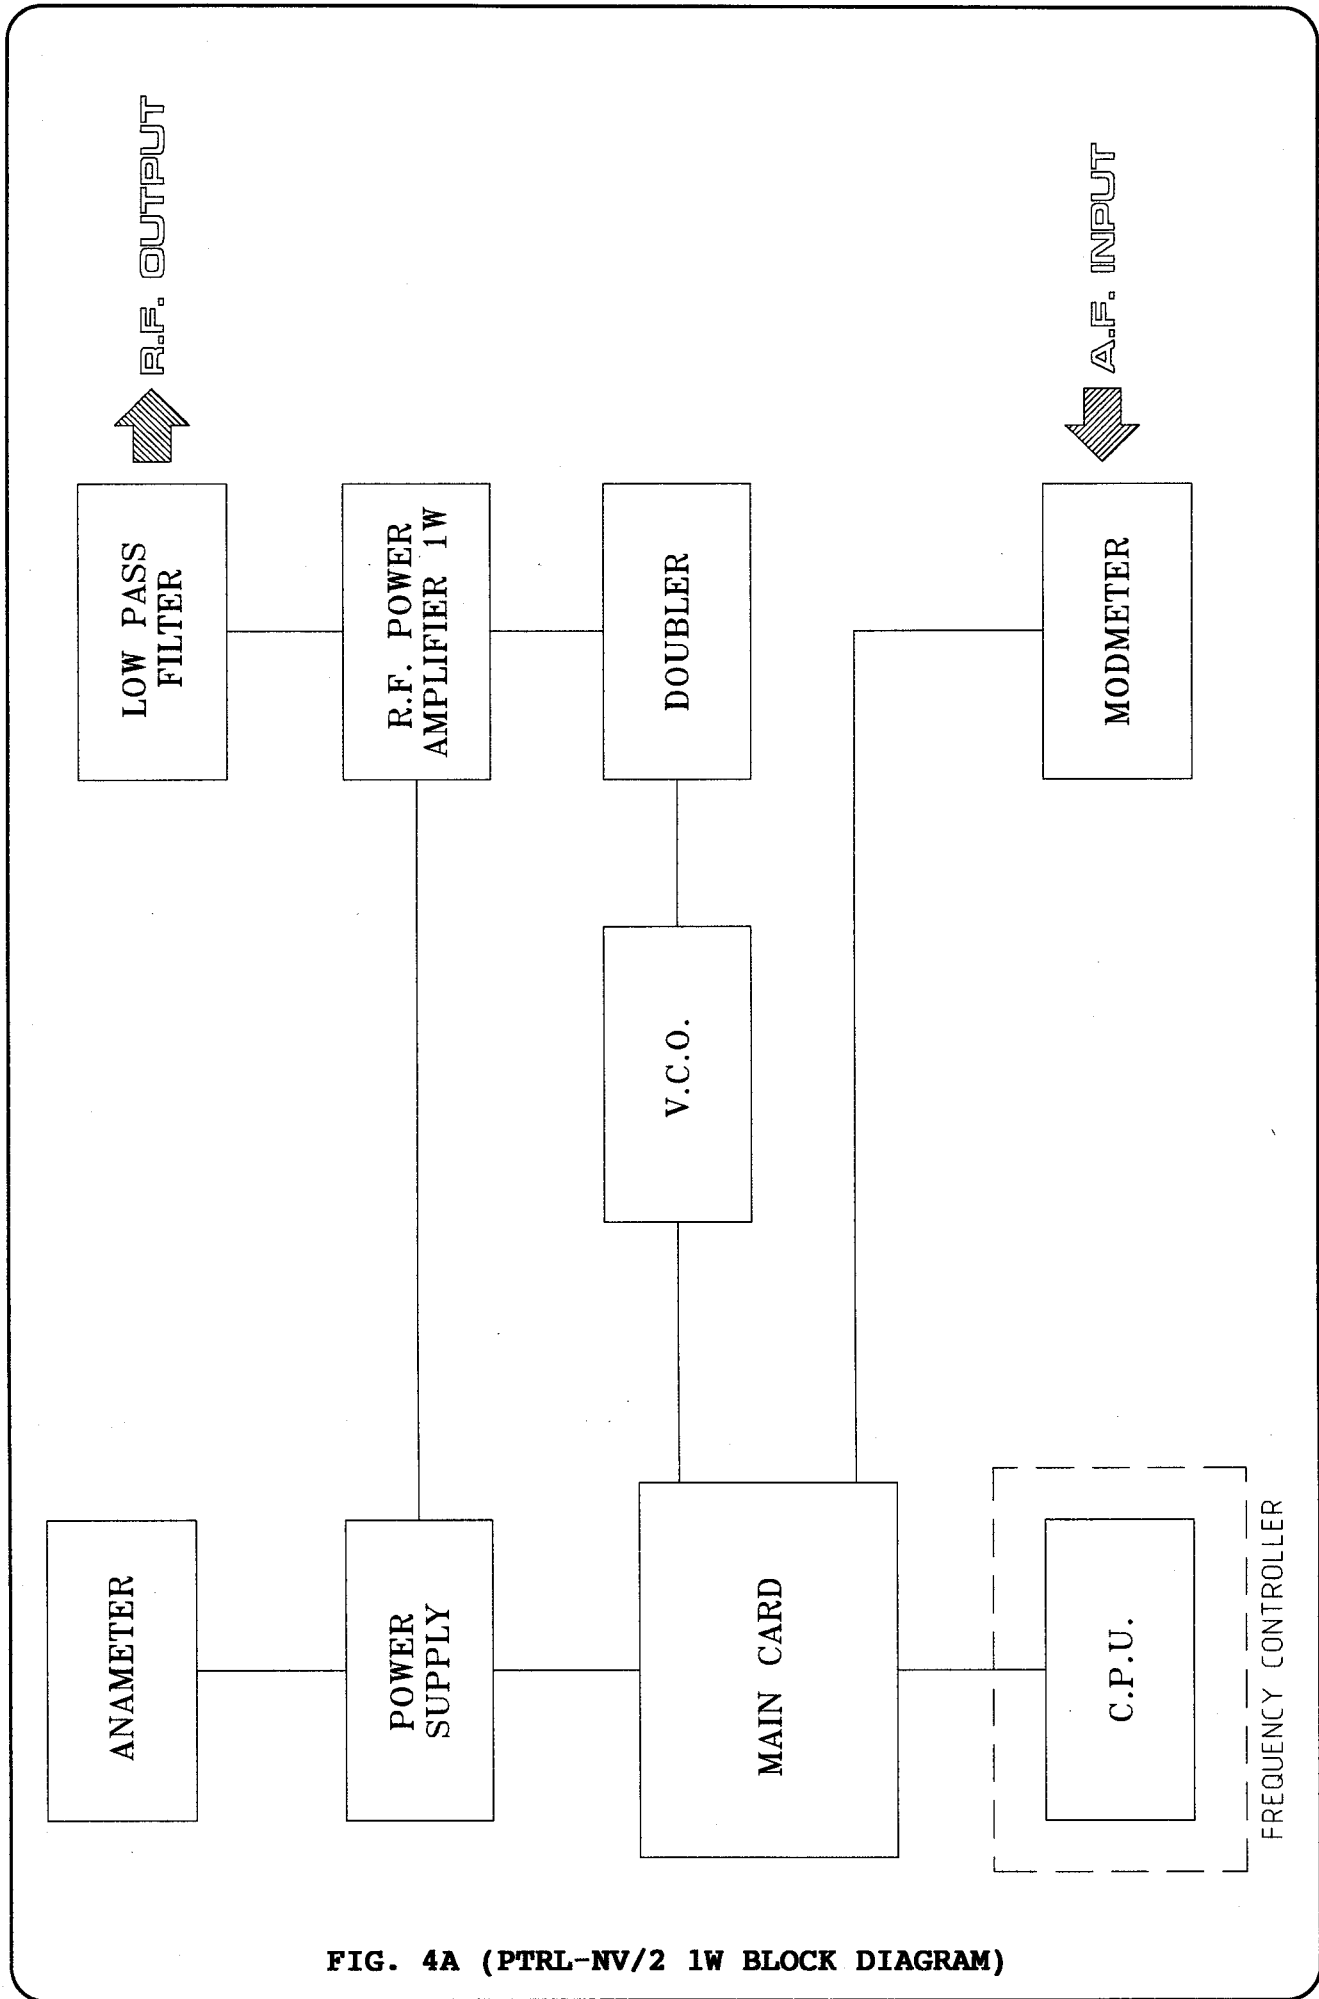 ANAMETER
LOW PASS
FILTER
R.F. OUTPUT
POWER
SUPPLY
R.F. POWER
AMPLIFIER 1W
MAIN CARD
V.C.O.
DOUBLER
C.P.U.
MODMETER
A.F. INPUT
FREQUENCY CONTROLLER
FIG. 4A (PTRL-NV/2 1W BLOCK DIAGRAM)